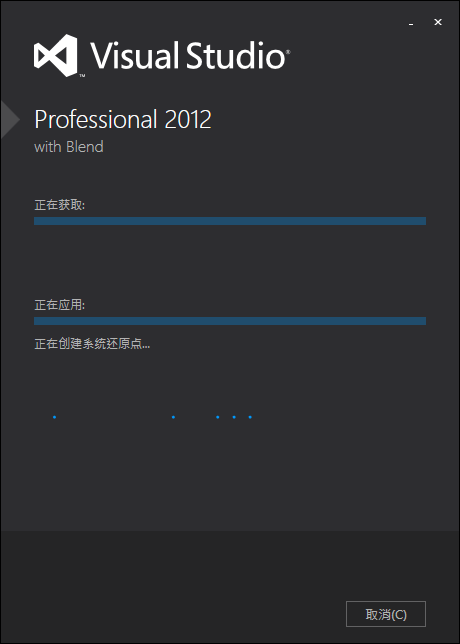 Visual Studio®
™
Professional 2012
with Blend
正在获取:
正在应用:
正在创建系统还原点...
取消(C)